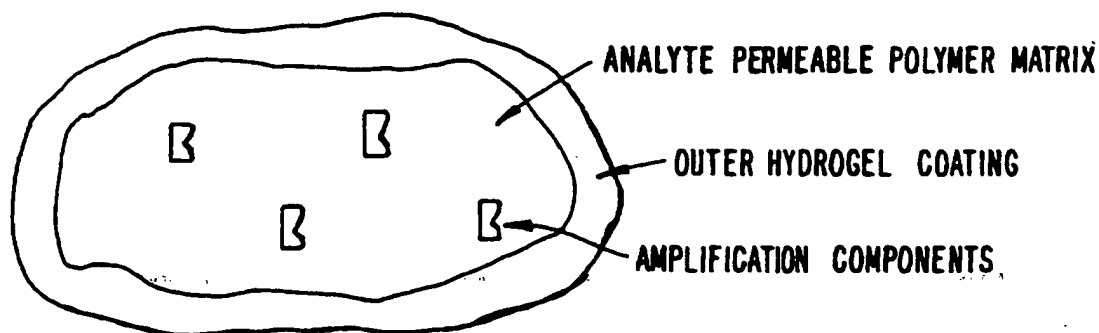 ANALYTE PERMEABLE POLYMER MATRIX
OUTER HYDROGEL COATING
AMPLIFICATION COMPONENTS